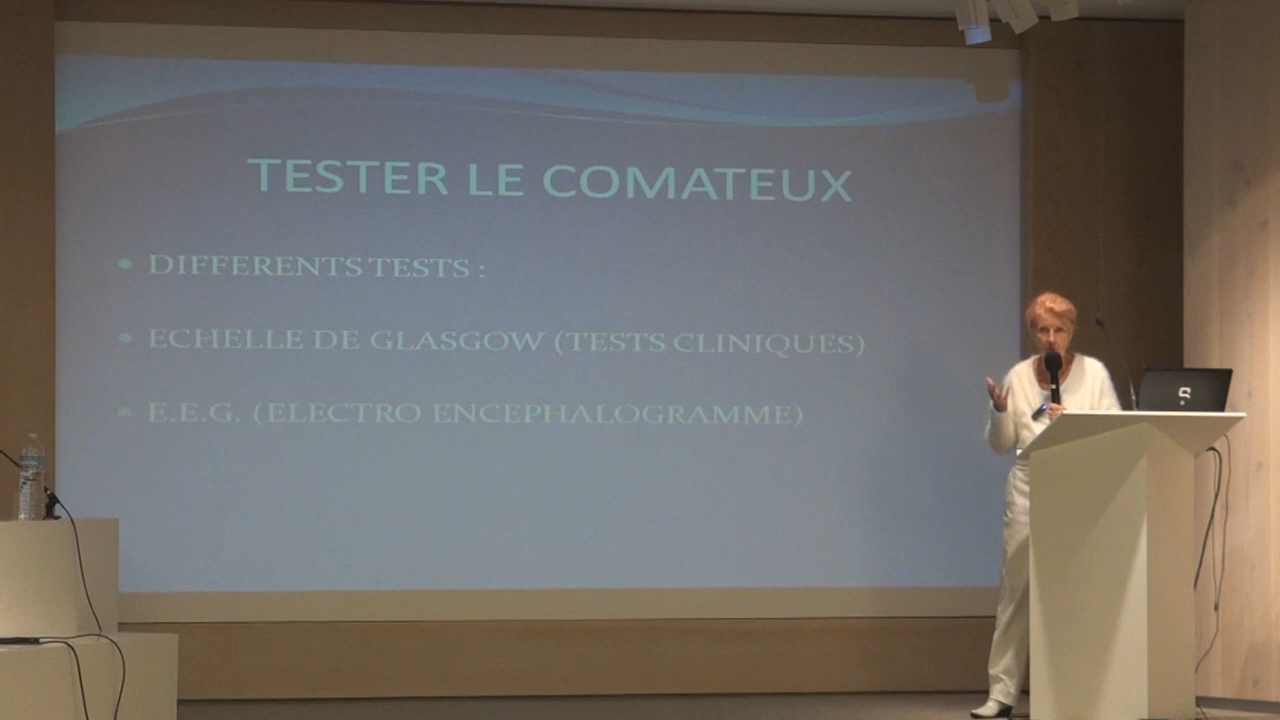 TESTER LE COMATEUX
• DIFFERENTS TESTS :
• ECHELLE DE GLASGOW (TESTS CLINIQUES)
• E.E.G. (ELECTRO ENCEPHALOGRAMME)